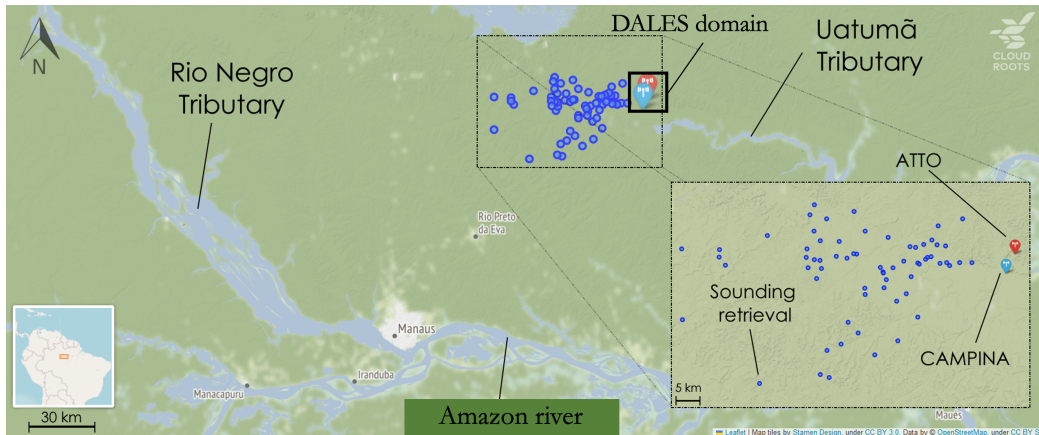 DALES domain
Uatumã
Tributary
CLOUD
ROOTS
N
Rio Negro
Tributary
ATTO
Rio Preto
da Eva
Sounding
retrieval
Manaus
CAMPINA
Iranduba
Manacapuru
5 km
30 km
Amazon river
Maués
Leaflet | Map tiles by Stamen Design, under CC BY 3.0. Data by © OpenStreetMap, under CC BY S